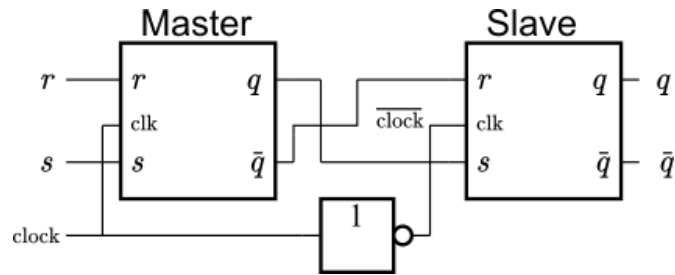 Master Slave
r r q r q q
clk clock clk
s s q̄ s q̄ q̄
clock 1